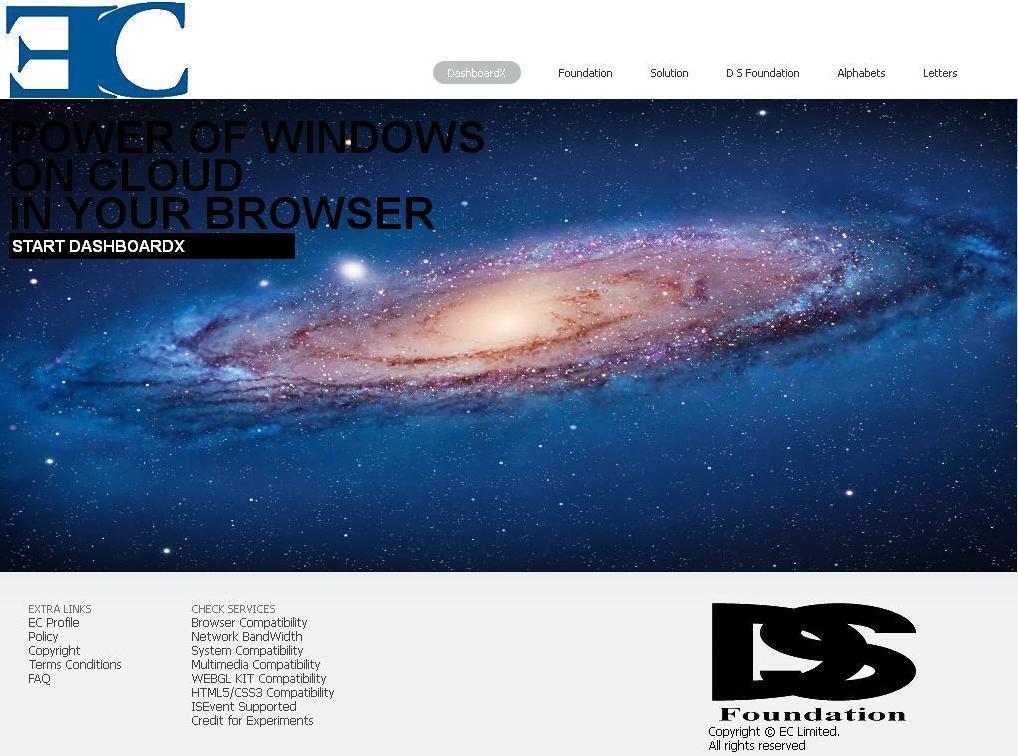 EC
DashboardX Foundation Solution D S Foundation Alphabets Letters
POWER OF WINDOWS
ON CLOUD
IN YOUR BROWSER
START DASHBOARDX
EXTRA LINKS
EC Profile
Policy
Copyright
Terms Conditions
FAQ
CHECK SERVICES
Browser Compatibility
Network BandWidth
System Compatibility
Multimedia Compatibility
WEBGL KIT Compatibility
HTML5/CSS3 Compatibility
ISEvent Supported
Credit for Experiments
DS
Foundation
Copyright © EC Limited.
All rights reserved